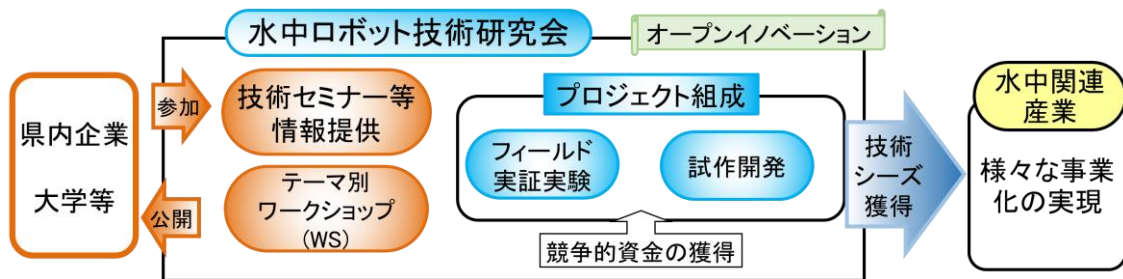 水中ロボット技術研究会
オープンイノベーション
県内企業
大学等
参加
公開
技術セミナー等
情報提供
テーマ別
ワークショップ
(WS)
プロジェクト組成
フィールド
実証実験
試作開発
競争的資金の獲得
技術
シーズ
獲得
水中関連
産業
様々な事業
化の実現